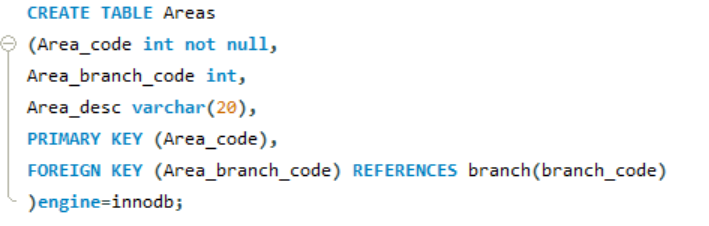 CREATE TABLE Areas
(Area_code int not null,
Area_branch_code int,
Area_desc varchar(20),
PRIMARY KEY (Area_code),
FOREIGN KEY (Area_branch_code) REFERENCES branch(branch_code)
)engine=innodb;